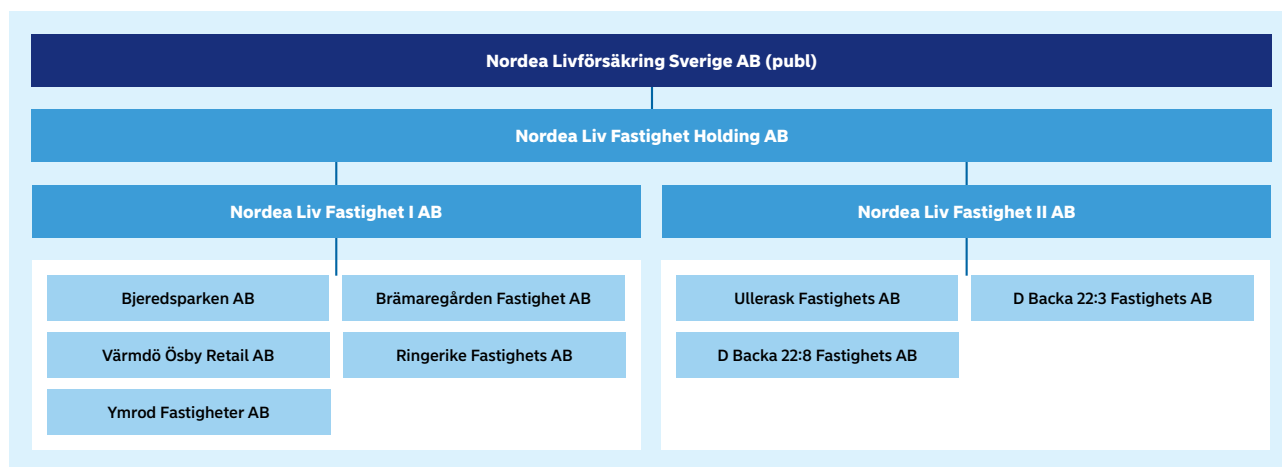 Nordea Livförsäkring Sverige AB (publ)
Nordea Liv Fastighet Holding AB
Nordea Liv Fastighet I AB
Nordea Liv Fastighet II AB
Bjeredsparken AB
Brämaregården Fastighet AB
Värmdö Ösby Retail AB
Ringerike Fastighets AB
Ymrod Fastigheter AB
Ullerask Fastighets AB
D Backa 22:3 Fastighets AB
D Backa 22:8 Fastighets AB